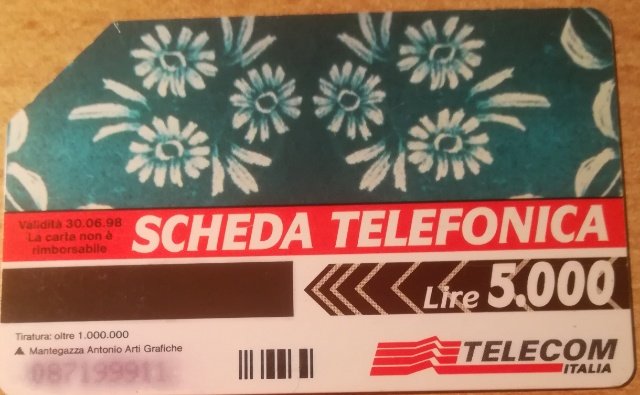 Validità 30.06.98
La carta non è
rimborsabile
SCHEDA TELEFONICA
Lire 5.000
Tiratura: oltre 1.000.000
▲ Mantegazza Antonio Arti Grafiche
TELECOM
ITALIA